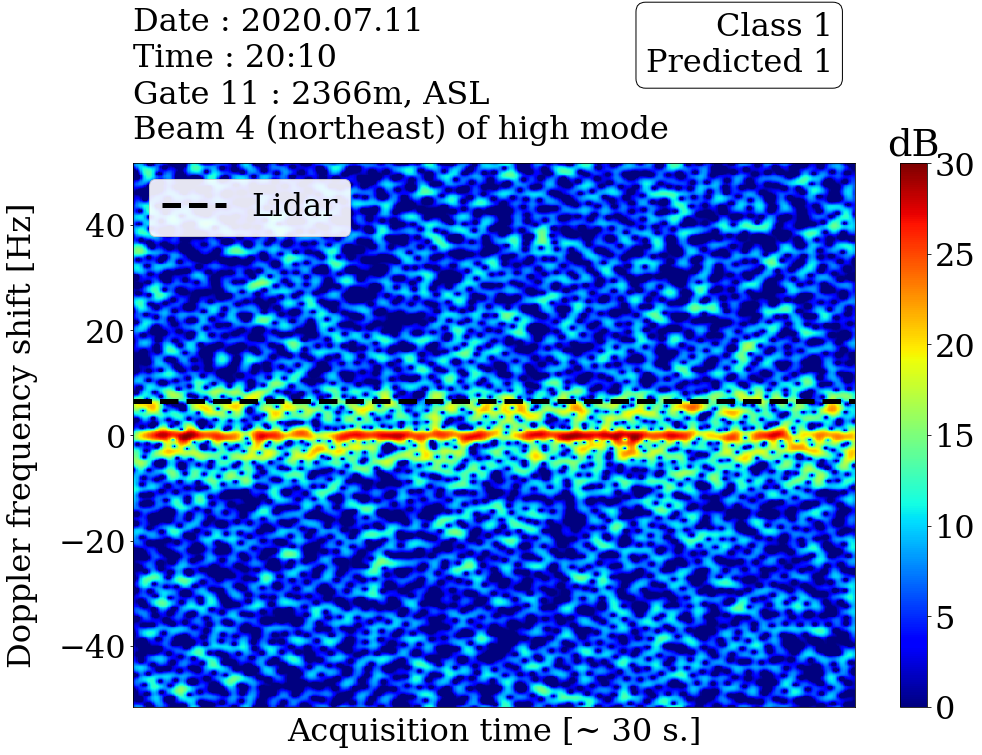 Date : 2020.07.11
Time : 20:10
Gate 11 : 2366m, ASL
Beam 4 (northeast) of high mode
Class 1
Predicted 1
dB
Lidar
Doppler frequency shift [Hz]
40
20
0
−20
−40
30
25
20
15
10
5
0
Acquisition time [~ 30 s.]